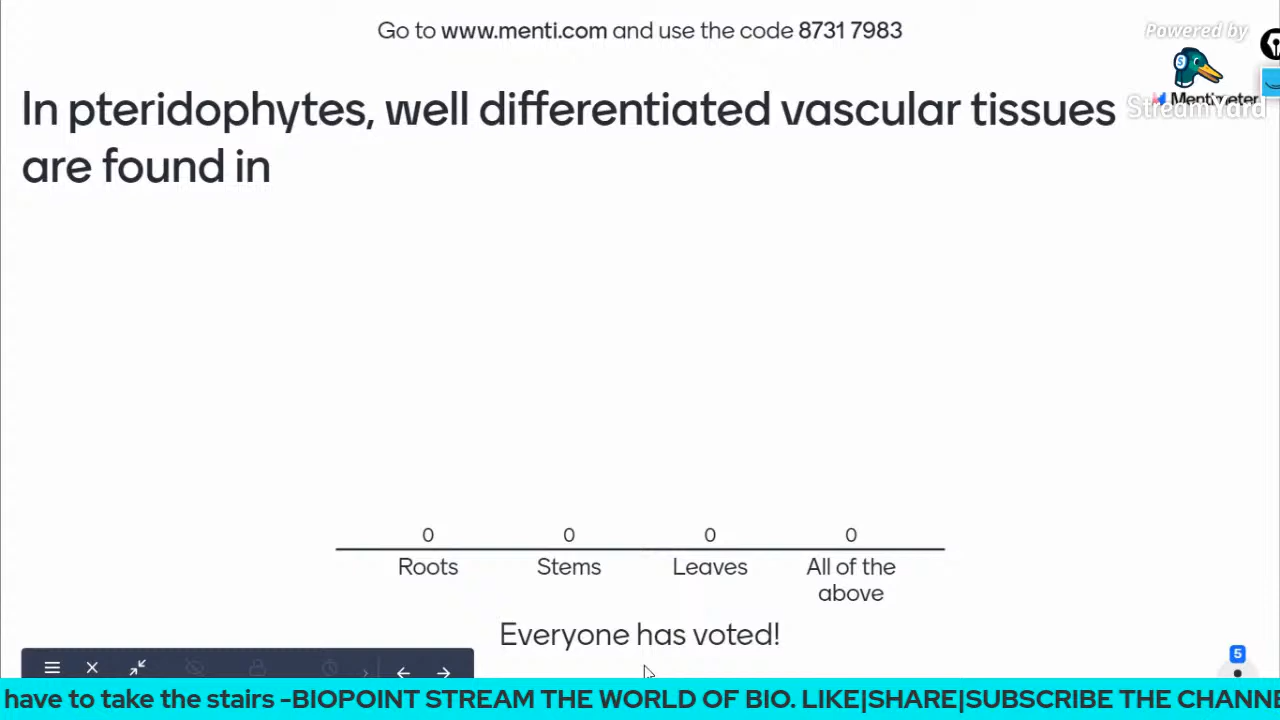 Go to www.menti.com and use the code 8731 7983
Powered by
S
Mentimeter
StreamYard
In pteridophytes, well differentiated vascular tissues
are found in
0 0 0 0
Roots Stems Leaves All of the
above
Everyone has voted!
5
have to take the stairs -BIOPOINT STREAM THE WORLD OF BIO. LIKE|SHARE|SUBSCRIBE THE CHANNE